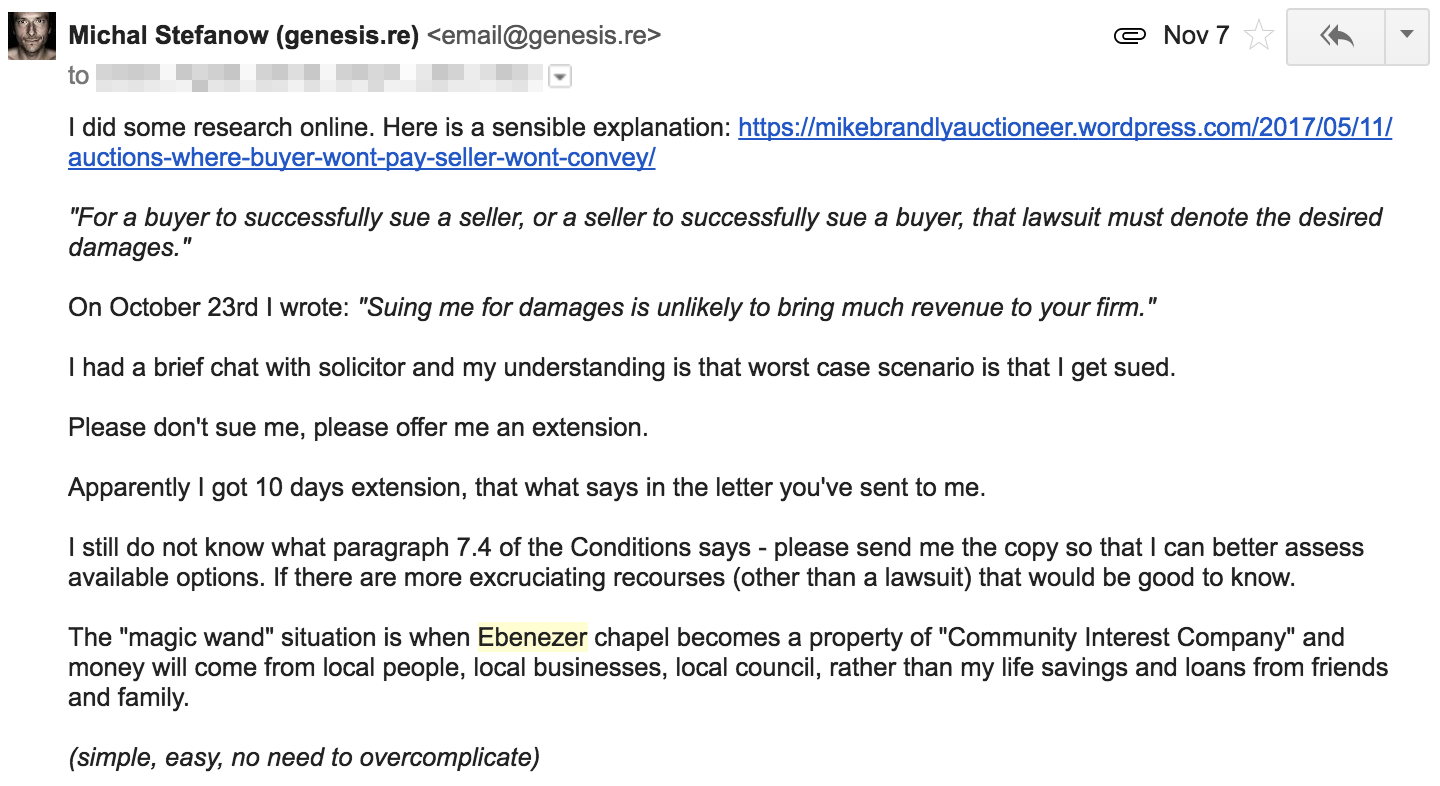 Michal Stefanow (genesis.re) <email@genesis.re>
Nov 7
to
I did some research online. Here is a sensible explanation: https://mikebrandlyauctioneer.wordpress.com/2017/05/11/
auctions-where-buyer-wont-pay-seller-wont-convey/
"For a buyer to successfully sue a seller, or a seller to successfully sue a buyer, that lawsuit must denote the desired
damages."
On October 23rd I wrote: "Suing me for damages is unlikely to bring much revenue to your firm."
I had a brief chat with solicitor and my understanding is that worst case scenario is that I get sued.
Please don't sue me, please offer me an extension.
Apparently I got 10 days extension, that what says in the letter you've sent to me.
I still do not know what paragraph 7.4 of the Conditions says - please send me the copy so that I can better assess
available options. If there are more excruciating recourses (other than a lawsuit) that would be good to know.
The "magic wand" situation is when Ebenezer chapel becomes a property of "Community Interest Company" and
money will come from local people, local businesses, local council, rather than my life savings and loans from friends
and family.
(simple, easy, no need to overcomplicate)